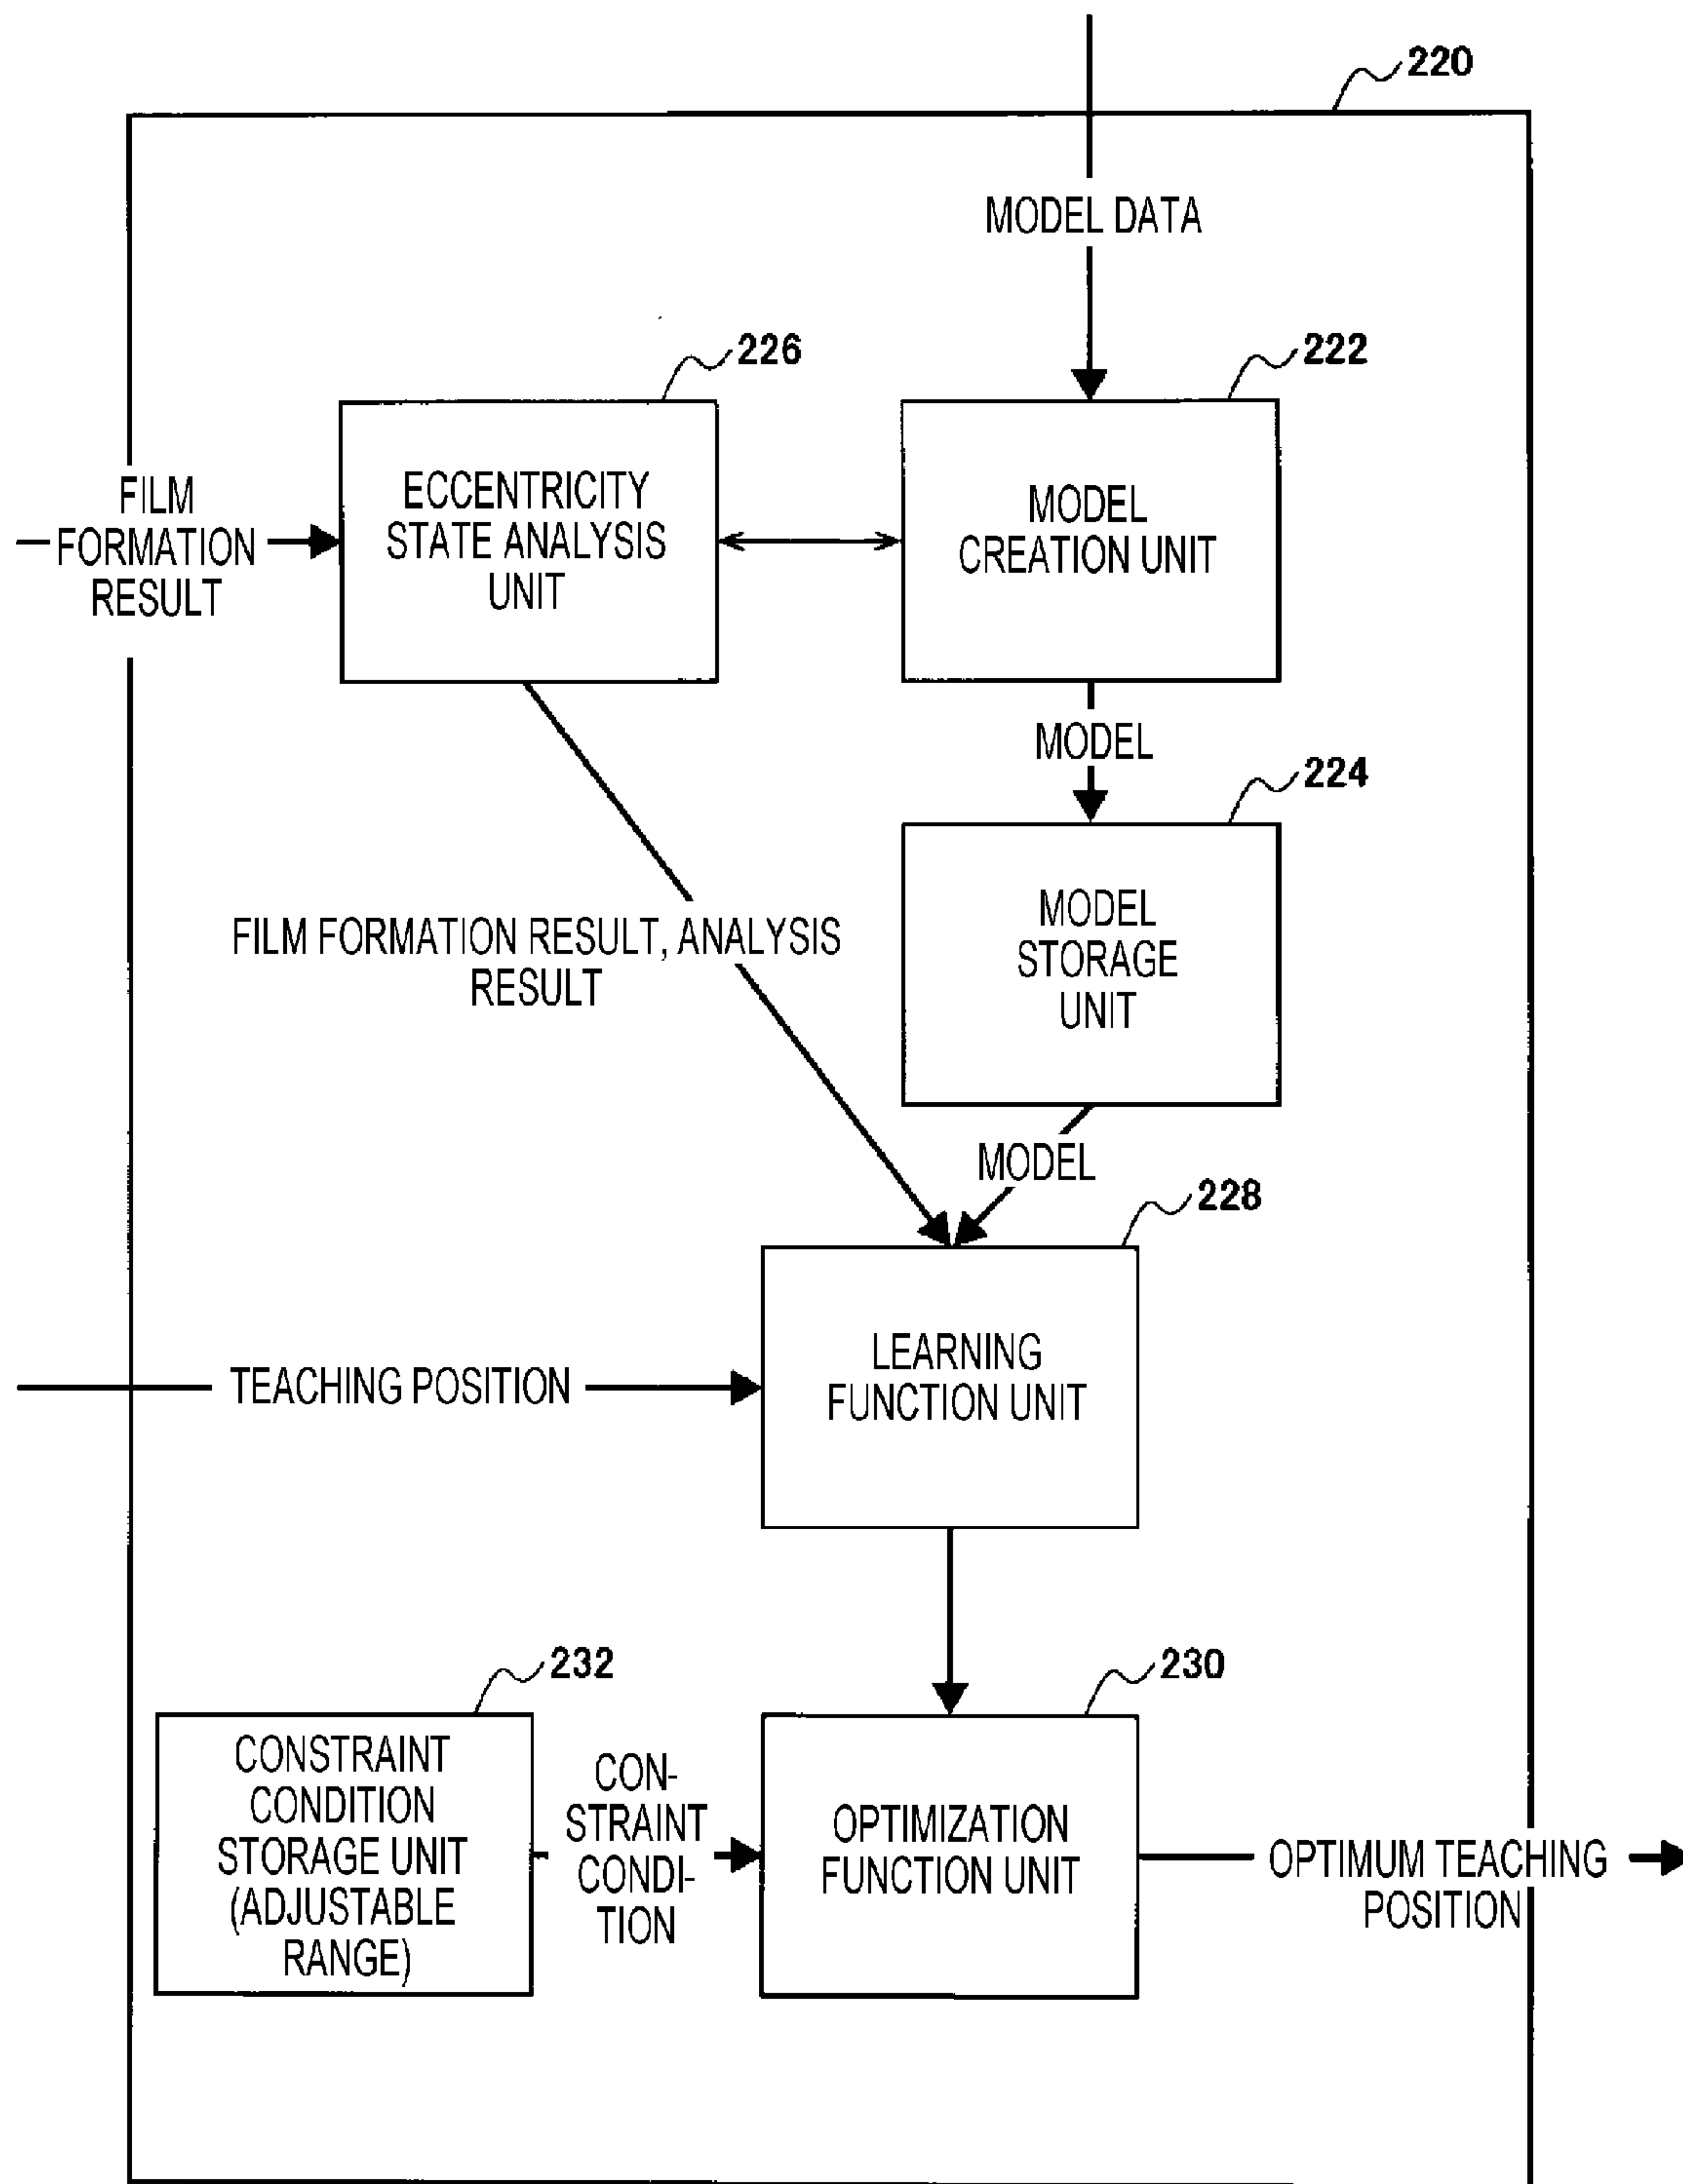 220
MODEL DATA
226
222
FILM
FORMATION
RESULT
ECCENTRICITY
STATE ANALYSIS
UNIT
MODEL
CREATION UNIT
MODEL
224
FILM FORMATION RESULT, ANALYSIS
RESULT
MODEL
STORAGE
UNIT
MODEL
228
TEACHING POSITION
LEARNING
FUNCTION UNIT
232
230
CONSTRAINT
CONDITION
STORAGE UNIT
(ADJUSTABLE
RANGE)
CON-
STRAINT
CONDI-
TION
OPTIMIZATION
FUNCTION UNIT
OPTIMUM TEACHING
POSITION